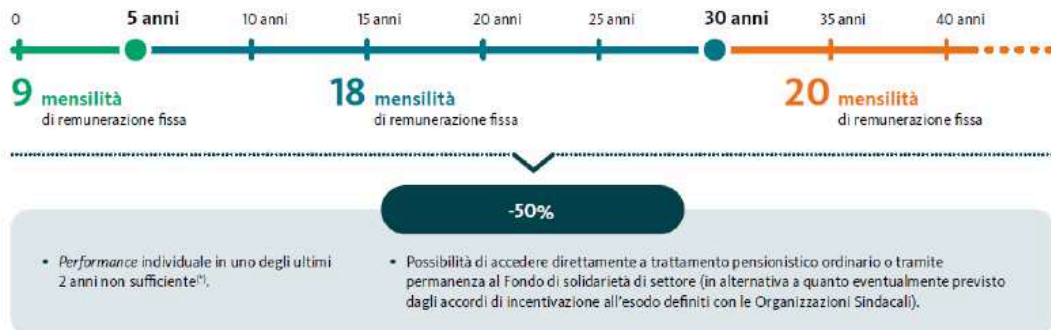 0 5 anni 10 anni 15 anni 20 anni 25 anni 30 anni 35 anni 40 anni
9 mensilità 18 mensilità 20 mensilità
di remunerazione fissa di remunerazione fissa di remunerazione fissa
-50%
• Performance individuale in uno degli ultimi
2 anni non sufficiente(*).
• Possibilità di accedere direttamente a trattamento pensionistico ordinario o tramite
permanenza al Fondo di solidarietà di settore (in alternativa a quanto eventualmente previsto
dagli accordi di incentivazione all'esodo definiti con le Organizzazioni Sindacali).